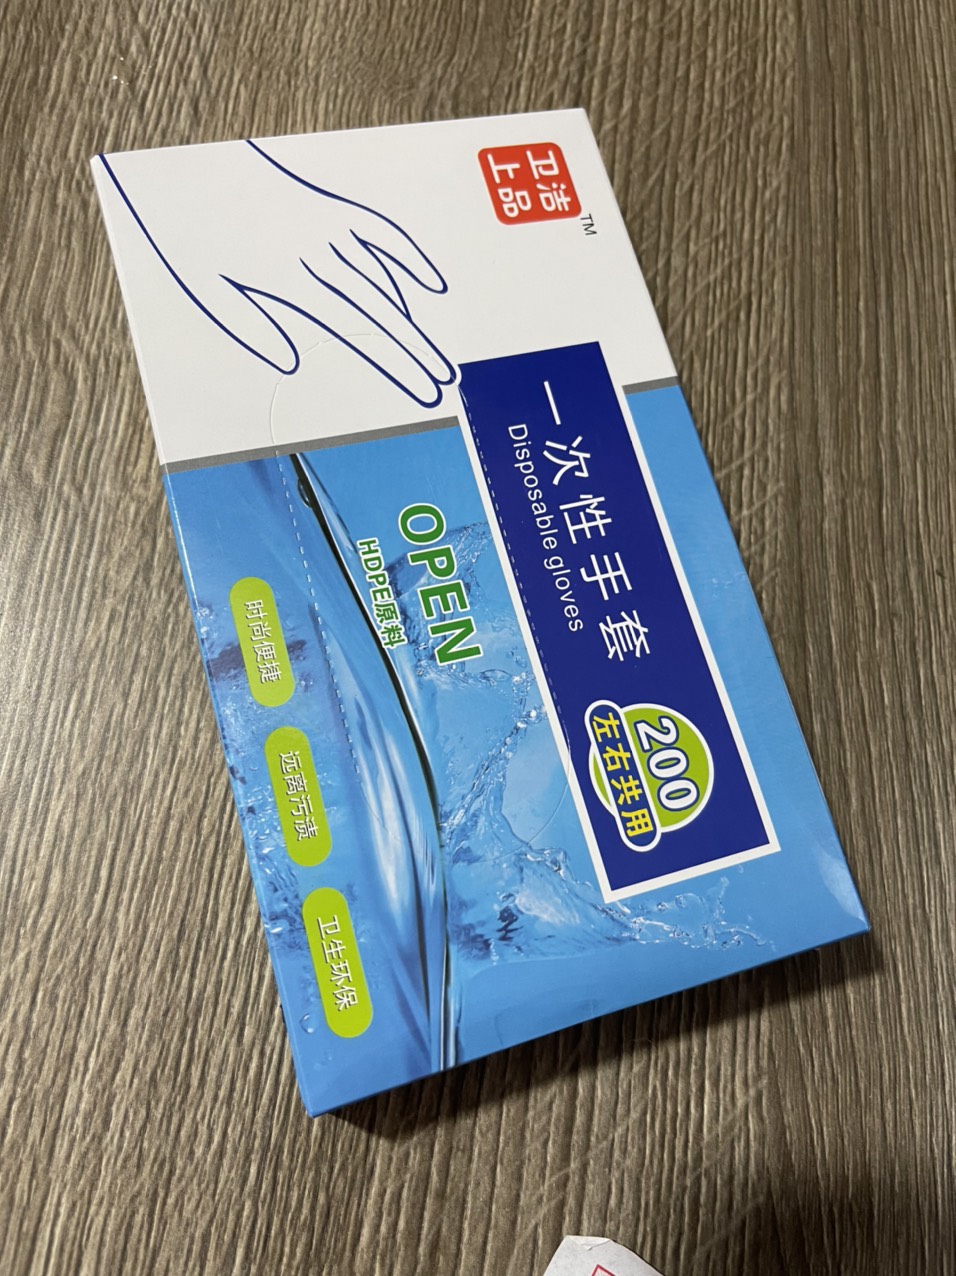 卫洁
上品
TM
一次性手套
Disposable gloves
200
左右共用
OPEN
HDPE原料
时尚便捷
远离污渍
卫生环保